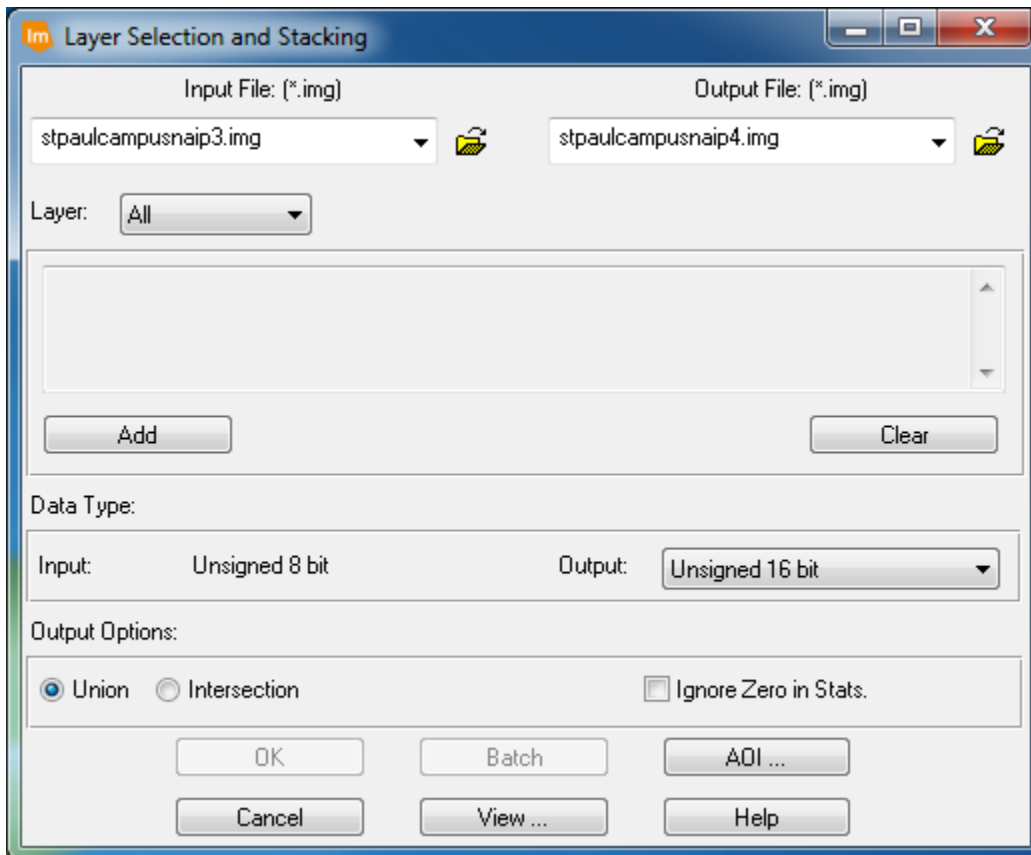 Im Layer Selection and Stacking
Input File: (*.img) Output File: (*.img)
stpaulcampusnaip3.img stpaulcampusnaip4.img
Layer: All
Add Clear
Data Type:
Input: Unsigned 8 bit Output: Unsigned 16 bit
Output Options:
Union Intersection Ignore Zero in Stats.
OK Batch AOI ...
Cancel View ... Help